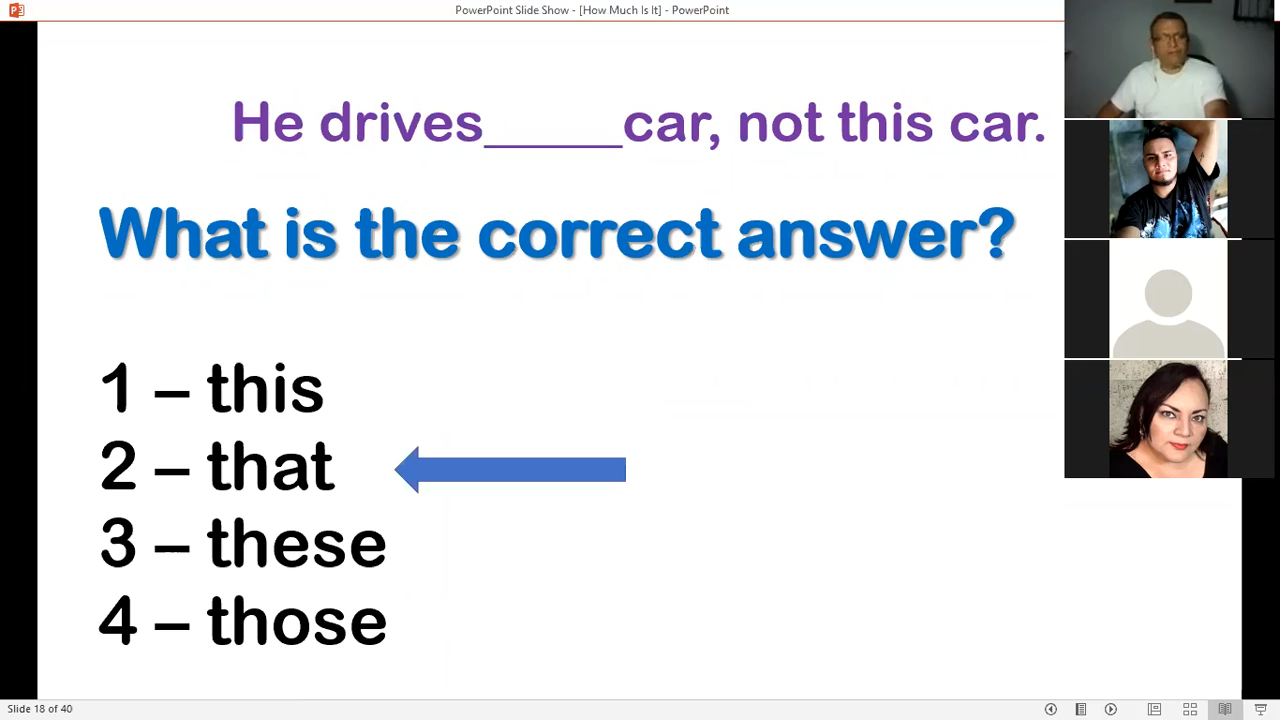 PowerPoint Slide Show - [How Much Is It] - PowerPoint
He drives_____car, not this car.
What is the correct answer?
1 – this
2 – that
3 – these
4 – those
Slide 18 of 40